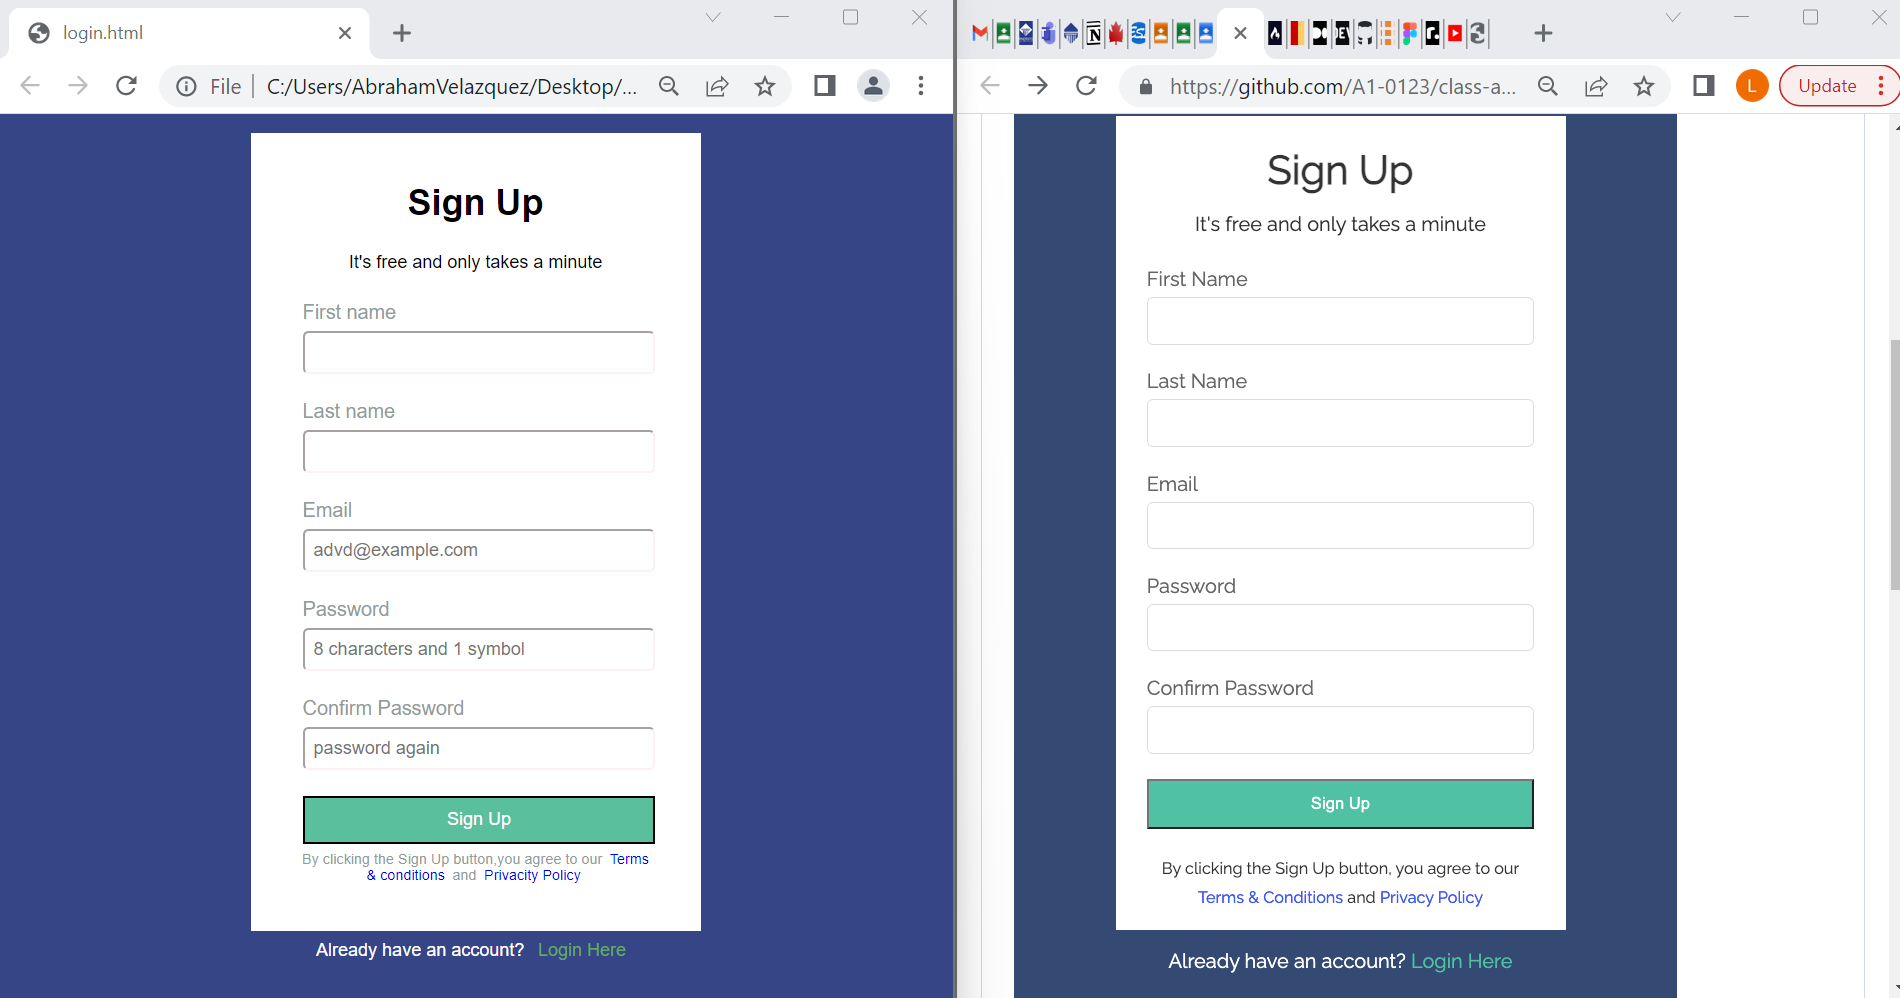 login.html
File
C:/Users/AbrahamVelazquez/Desktop/...
Sign Up
It's free and only takes a minute
First name
Last name
Email
advd@example.com
Password
8 characters and 1 symbol
Confirm Password
password again
Sign Up
By clicking the Sign Up button,you agree to our Terms
& conditions and Privacity Policy
Already have an account? Login Here
https://github.com/A1-0123/class-a...
L
Update
Sign Up
It's free and only takes a minute
First Name
Last Name
Email
Password
Confirm Password
Sign Up
By clicking the Sign Up button, you agree to our
Terms & Conditions and Privacy Policy
Already have an account? Login Here